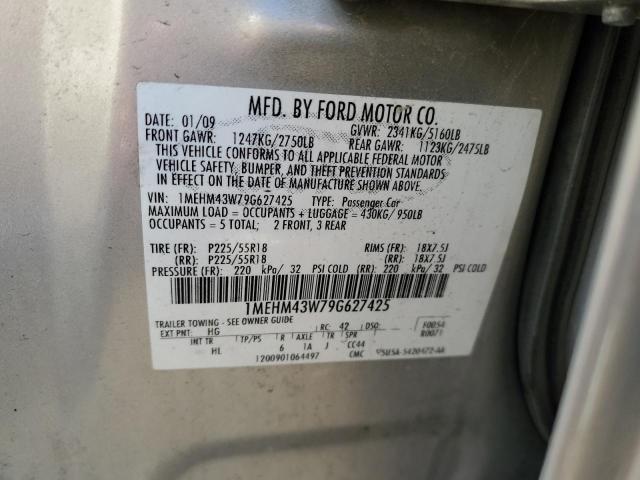 MFD. BY FORD MOTOR CO.
DATE: 01/09 GVWR: 2341KG/5160LB
FRONT GAWR: 1247KG/2750LB REAR GAWR: 1123KG/2475LB
THIS VEHICLE CONFORMS TO ALL APPLICABLE FEDERAL MOTOR
VEHICLE SAFETY, BUMPER, AND THEFT PREVENTION STANDARDS
IN EFFECT ON THE DATE OF MANUFACTURE SHOWN ABOVE.
VIN: 1MEHM43W79G627425 TYPE: Passenger Car
MAXIMUM LOAD = OCCUPANTS + LUGGAGE = 430KG/ 950LB
OCCUPANTS = 5 TOTAL; 2 FRONT, 3 REAR
TIRE (FR): P225/55R18 RIMS (FR): 18X7.5J
(RR): P225/55R18 (RR): 18X7.5J
PRESSURE (FR): 220 kPa/ 32 PSI COLD (RR): 220 kPa/ 32 PSI COLD
1MEHM43W79G627425
TRAILER TOWING - SEE OWNER GUIDE F0054
EXT PNT: HG RC: 42 DSO: R0071
INT TR TP/PS R AXLE TR SPR
HL 6 1A J CC44
1200901064497 CMC